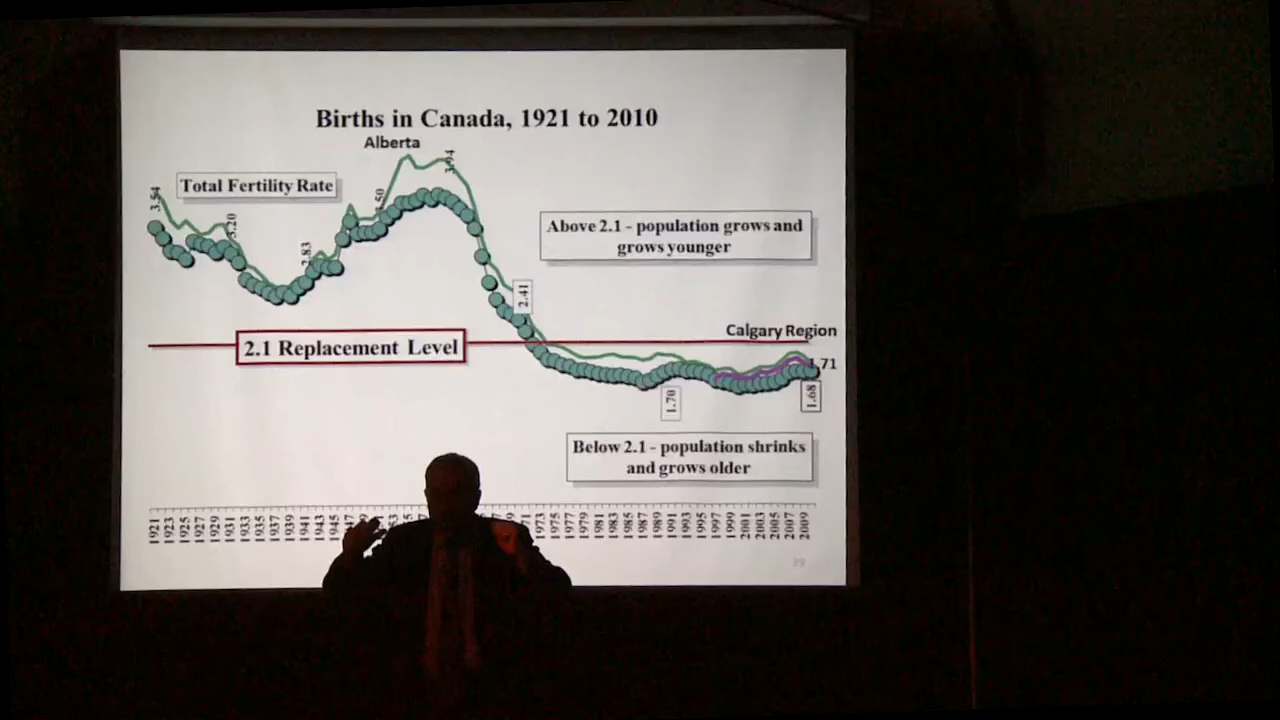 Births in Canada, 1921 to 2010
Alberta
Total Fertility Rate
3.54
3.20
2.83
3.50
3.94
2.41
Above 2.1 - population grows and
grows younger
Calgary Region
2.1 Replacement Level
1.71
1.70
1.68
Below 2.1 - population shrinks
and grows older
1921 1923 1925 1927 1929 1931 1933 1935 1937 1939 1941 1943 1945 1973 1975 1977 1979 1981 1983 1985 1987 1989 1991 1993 1995 1997 1999 2001 2003 2005 2007 2009
39